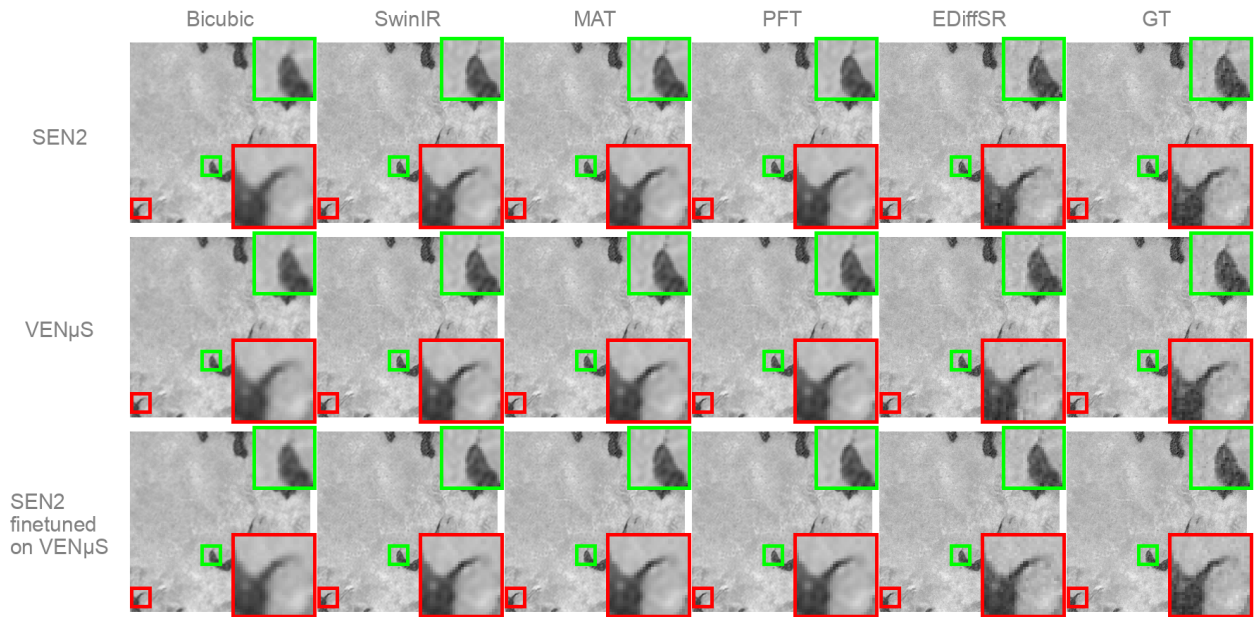 Bicubic SwinIR MAT PFT EDiffSR GT
SEN2
VENµS
SEN2
finetuned
on VENµS